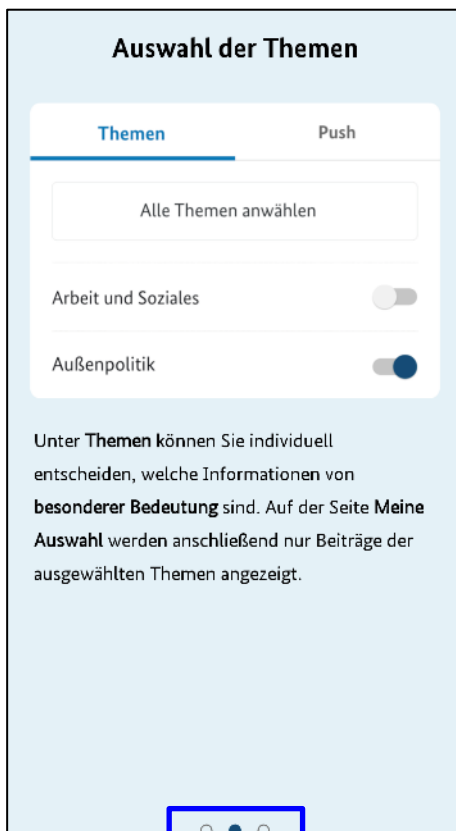 Auswahl der Themen
Themen Push
Alle Themen anwählen
Arbeit und Soziales
Außenpolitik
Unter Themen können Sie individuell
entscheiden, welche Informationen von
besonderer Bedeutung sind. Auf der Seite Meine
Auswahl werden anschließend nur Beiträge der
ausgewählten Themen angezeigt.